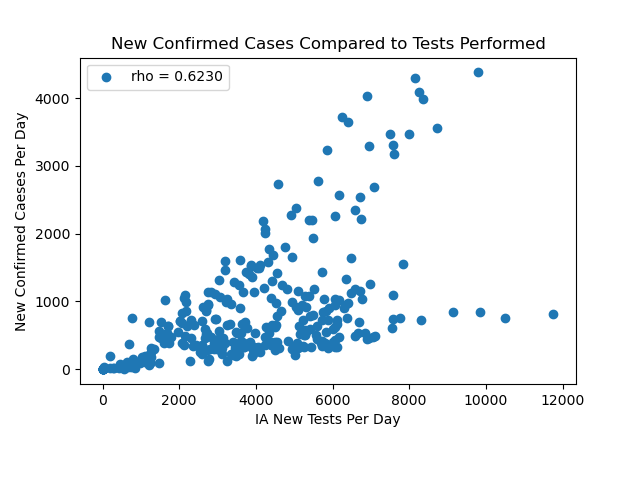 New Confirmed Cases Compared to Tests Performed
rho = 0.6230
New Confirmed Caeses Per Day
4000
3000
2000
1000
0
0 2000 4000 6000 8000 10000 12000
IA New Tests Per Day